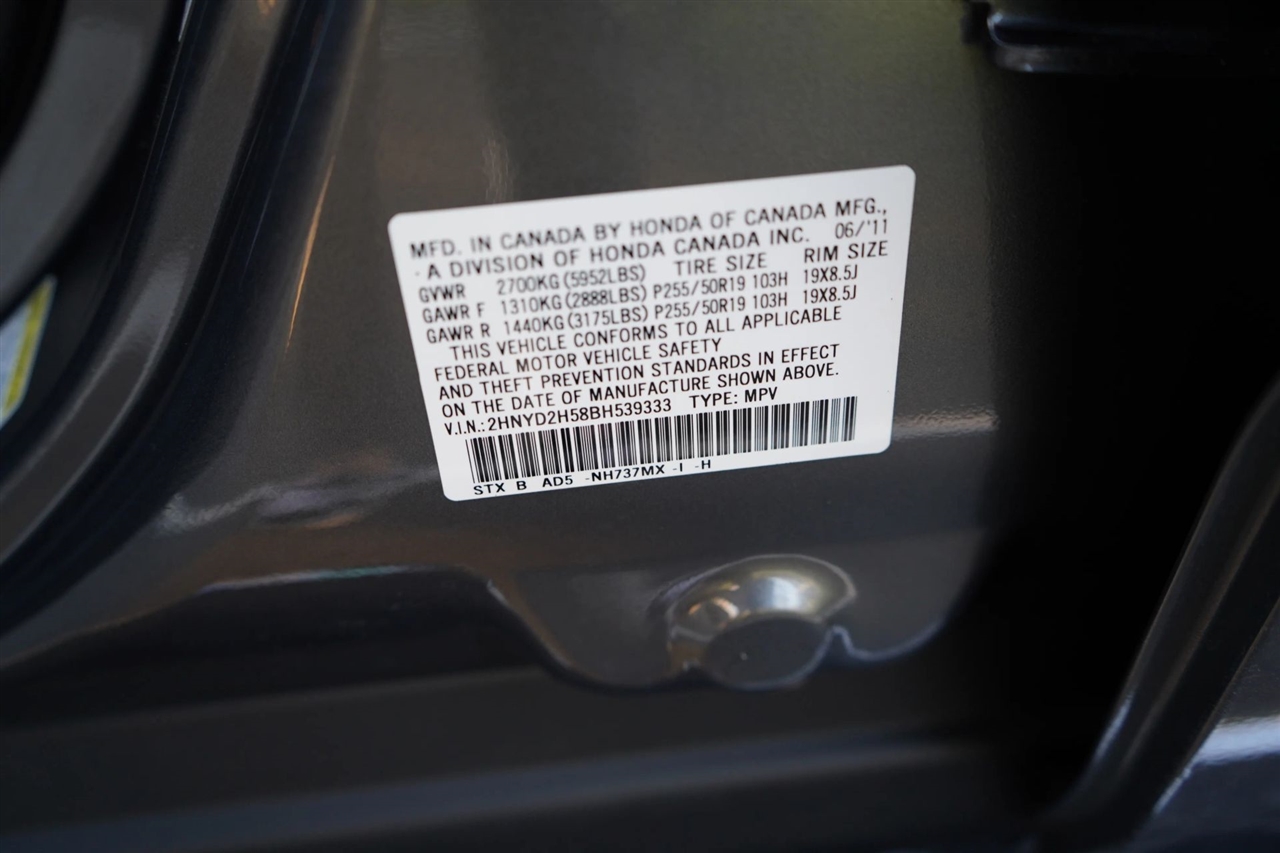 MFD. IN CANADA BY HONDA OF CANADA MFG.,
A DIVISION OF HONDA CANADA INC. 06/'11
GVWR 2700KG(5952LBS) TIRE SIZE RIM SIZE
GAWR F 1310KG(2888LBS) P255/50R19 103H 19X8.5J
GAWR R 1440KG(3175LBS) P255/50R19 103H 19X8.5J
THIS VEHICLE CONFORMS TO ALL APPLICABLE
FEDERAL MOTOR VEHICLE SAFETY
AND THEFT PREVENTION STANDARDS IN EFFECT
ON THE DATE OF MANUFACTURE SHOWN ABOVE.
V.I.N.: 2HNYD2H58BH539333 TYPE: MPV
STX B AD5 -NH737MX -I -H